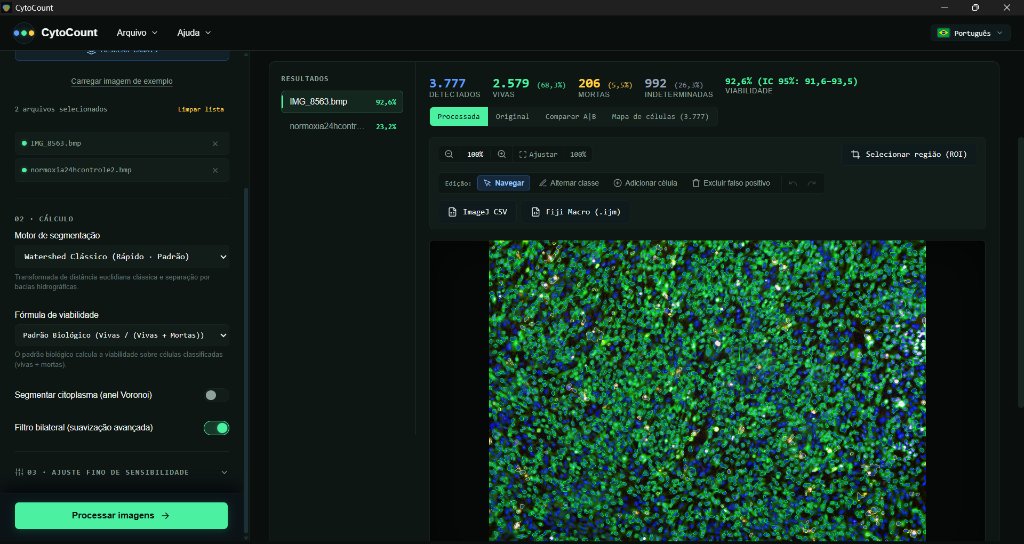 CytoCount
CytoCount
Arquivo
Ajuda
Português
Carregar imagem de exemplo
2 arquivos selecionados
Limpar lista
IMG_8563.bmp
normoxia24hcontrole2.bmp
02 · CÁLCULO
Motor de segmentação
Watershed Clássico (Rápido · Padrão)
Transformada de distância euclidiana clássica e separação por
bacias hidrográficas.
Fórmula de viabilidade
Padrão Biológico (Vivas / (Vivas + Mortas))
O padrão biológico calcula a viabilidade sobre células classificadas
(vivas + mortas).
Segmentar citoplasma (anel Voronoi)
Filtro bilateral (suavização avançada)
03 · AJUSTE FINO DE SENSIBILIDADE
Processar imagens →
RESULTADOS
IMG_8563.bmp 92,6%
normoxia24hcontr... 23,2%
3.777
DETECTADOS
2.579 (68,3%)
VIVAS
206 (5,5%)
MORTAS
992 (26,3%)
INDETERMINADAS
92,6% (IC 95%: 91,6–93,5)
VIABILIDADE
Processada
Original
Comparar A|B
Mapa de células (3.777)
100%
Ajustar
100%
Selecionar região (ROI)
Edição:
Navegar
Alternar classe
Adicionar célula
Excluir falso positivo
ImageJ CSV
Fiji Macro (.ijm)